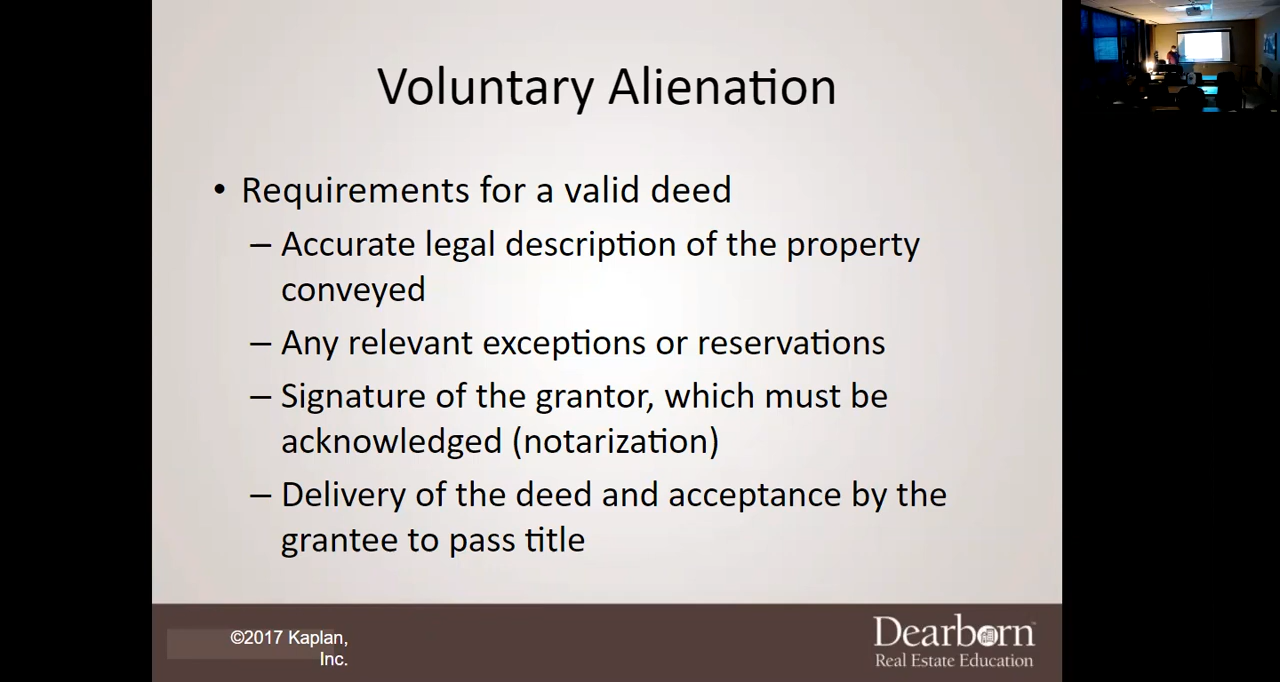 Voluntary Alienation
• Requirements for a valid deed
– Accurate legal description of the property
conveyed
– Any relevant exceptions or reservations
– Signature of the grantor, which must be
acknowledged (notarization)
– Delivery of the deed and acceptance by the
grantee to pass title
©2017 Kaplan,
Inc.
Dearborn™
Real Estate Education